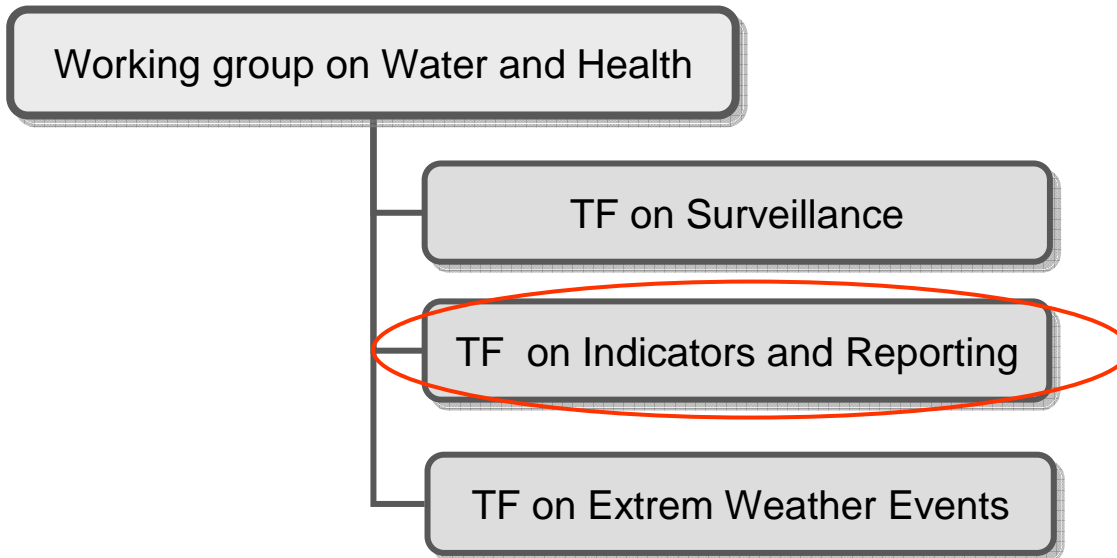 Working group on Water and Health
TF on Surveillance
TF on Indicators and Reporting
TF on Extrem Weather Events